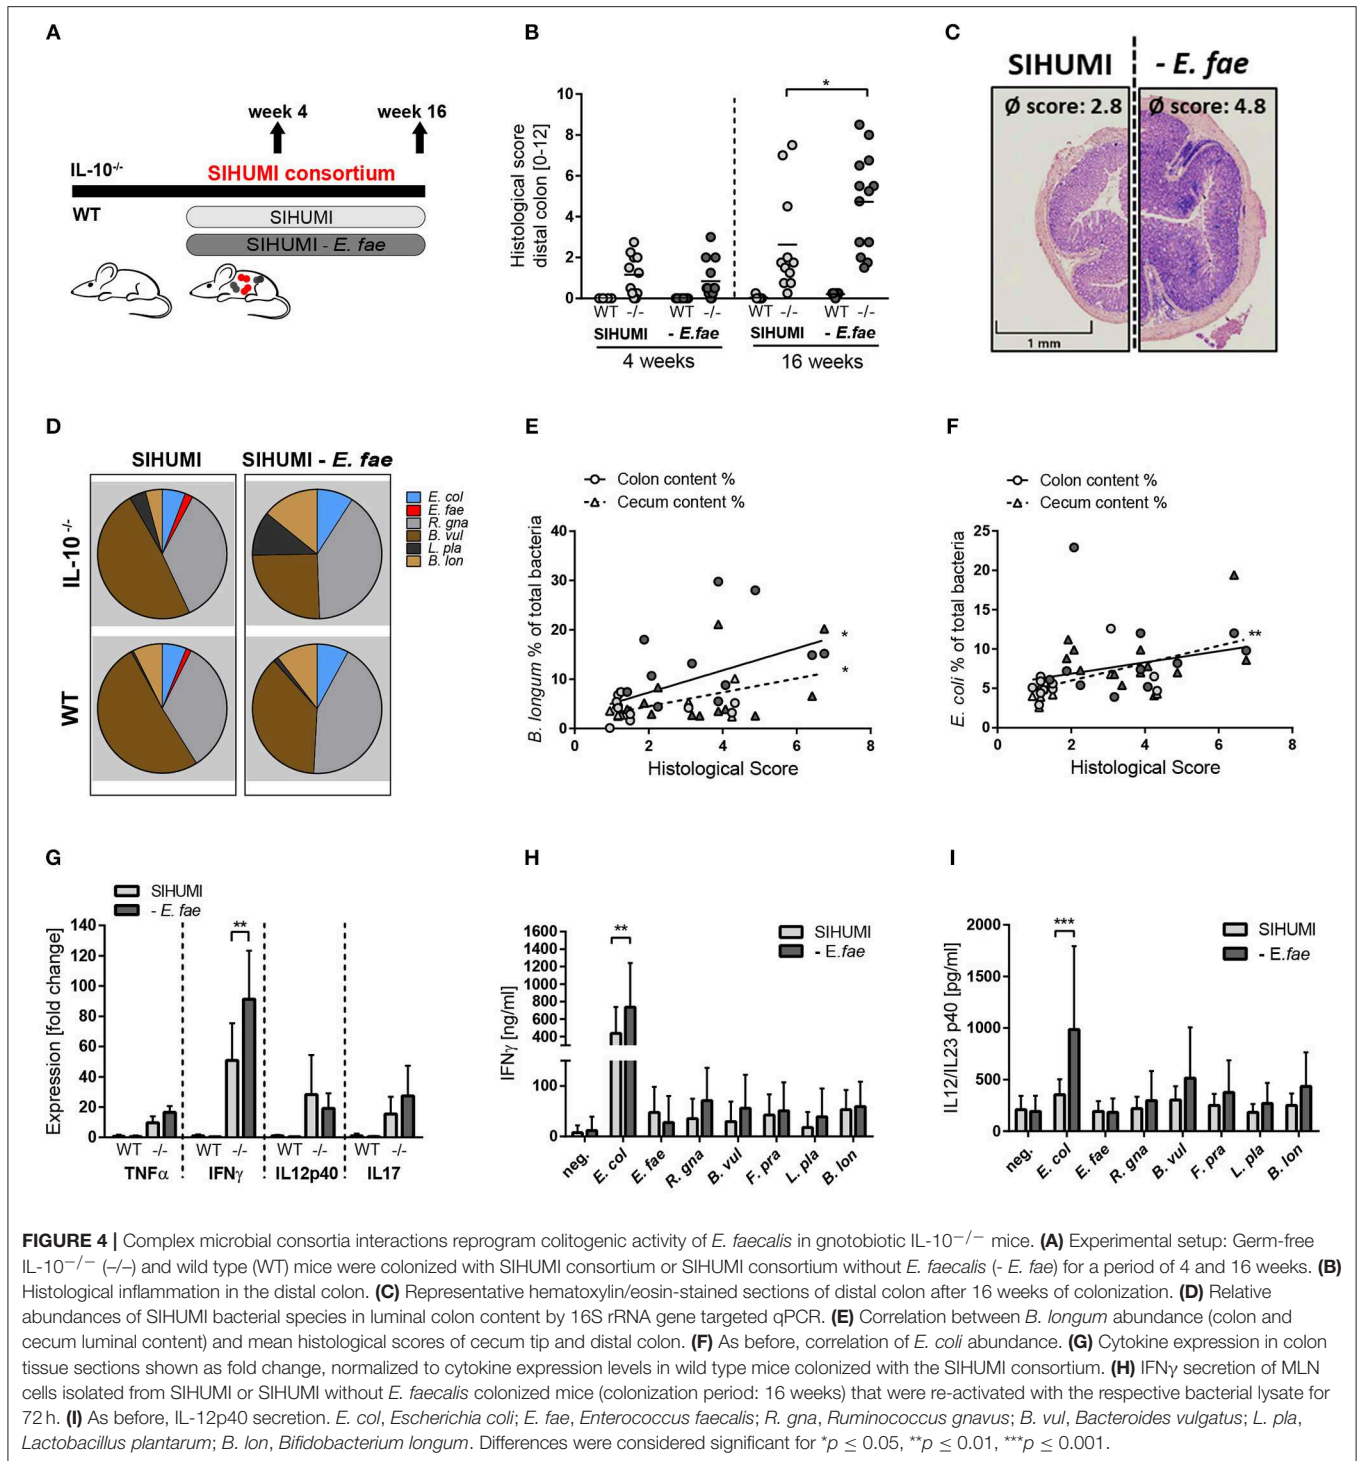 A
week 4
week 16
IL-10-/-
SIHUMI consortium
WT
SIHUMI
SIHUMI - E. fae
B
Histological score
distal colon [0-12]
10
8
6
4
2
0
*
WT -/- WT -/- WT -/- WT -/-
SIHUMI - E.fae SIHUMI - E. fae
4 weeks 16 weeks
C
SIHUMI - E. fae
Ø score: 2.8 Ø score: 4.8
1 mm
D
SIHUMI SIHUMI - E. fae
IL-10 -/-
WT
E. col
E. fae
R. gna
B. vul
L. pla
B. lon
E
Colon content %
Cecum content %
B. longum % of total bacteria
40
30
20
10
0
*
*
0 2 4 6 8
Histological Score
F
Colon content %
Cecum content %
E. coli % of total bacteria
25
20
15
10
5
0
**
0 2 4 6 8
Histological Score
G
SIHUMI
- E. fae
Expression [fold change]
140
120
100
80
60
40
20
0
**
WT -/- WT -/- WT -/- WT -/-
TNFα IFNγ IL12p40 IL17
H
SIHUMI
- E.fae
IFNγ [ng/ml]
1600
1400
1200
1000
800
600
400
100
0
**
neg. E. col E. fae R. gna B. vul F. pra L. pla B. lon
I
SIHUMI
- E.fae
IL12/IL23 p40 [pg/ml]
2000
1500
1000
500
0
***
neg. E. col E. fae R. gna B. vul F. pra L. pla B. lon
FIGURE 4 | Complex microbial consortia interactions reprogram colitogenic activity of E. faecalis in gnotobiotic IL-10−/− mice. (A) Experimental setup: Germ-free
IL-10−/− (–/–) and wild type (WT) mice were colonized with SIHUMI consortium or SIHUMI consortium without E. faecalis (- E. fae) for a period of 4 and 16 weeks. (B)
Histological inflammation in the distal colon. (C) Representative hematoxylin/eosin-stained sections of distal colon after 16 weeks of colonization. (D) Relative
abundances of SIHUMI bacterial species in luminal colon content by 16S rRNA gene targeted qPCR. (E) Correlation between B. longum abundance (colon and
cecum luminal content) and mean histological scores of cecum tip and distal colon. (F) As before, correlation of E. coli abundance. (G) Cytokine expression in colon
tissue sections shown as fold change, normalized to cytokine expression levels in wild type mice colonized with the SIHUMI consortium. (H) IFNγ secretion of MLN
cells isolated from SIHUMI or SIHUMI without E. faecalis colonized mice (colonization period: 16 weeks) that were re-activated with the respective bacterial lysate for
72 h. (I) As before, IL-12p40 secretion. E. col, Escherichia coli; E. fae, Enterococcus faecalis; R. gna, Ruminococcus gnavus; B. vul, Bacteroides vulgatus; L. pla,
Lactobacillus plantarum; B. lon, Bifidobacterium longum. Differences were considered significant for *p ≤ 0.05, **p ≤ 0.01, ***p ≤ 0.001.